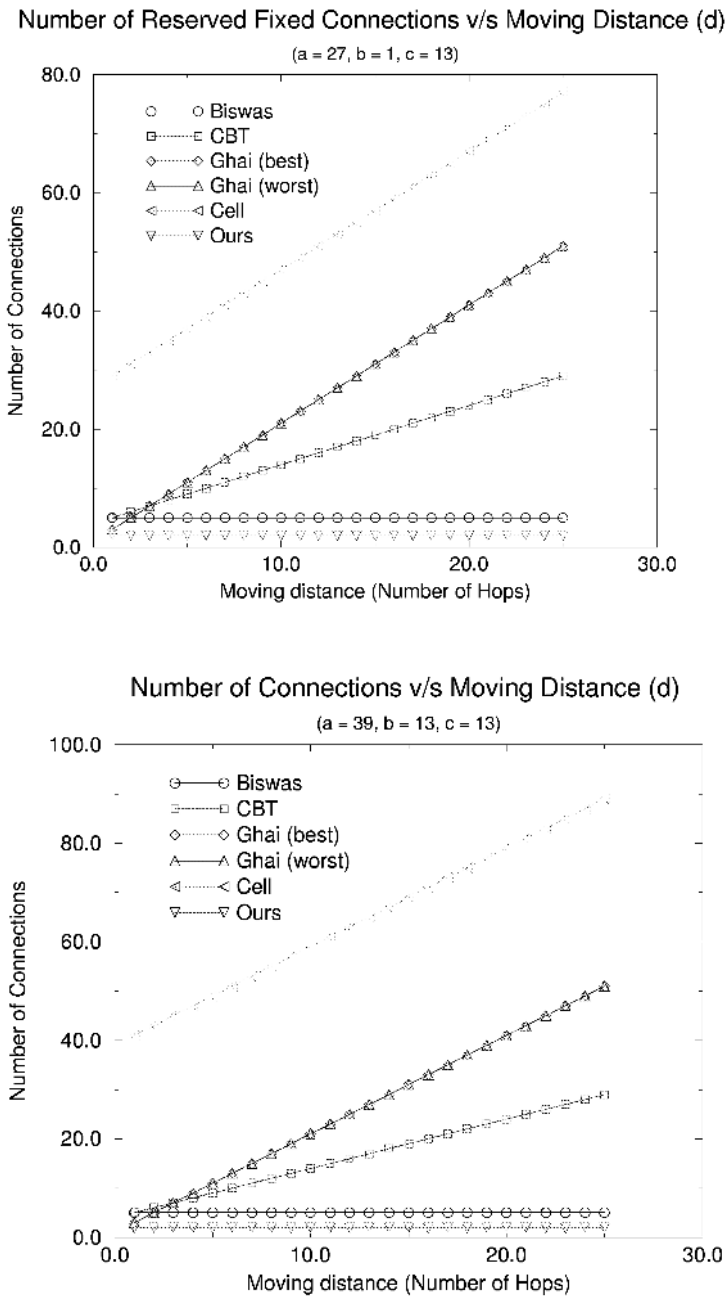 Number of Reserved Fixed Connections v/s Moving Distance (d)
(a = 27, b = 1, c = 13)
80.0
60.0
40.0
20.0
0.0
Number of Connections
Biswas
CBT
Ghai (best)
Ghai (worst)
Cell
Ours
0.0 10.0 20.0 30.0
Moving distance (Number of Hops)
Number of Connections v/s Moving Distance (d)
(a = 39, b = 13, c = 13)
100.0
80.0
60.0
40.0
20.0
0.0
Number of Connections
Biswas
CBT
Ghai (best)
Ghai (worst)
Cell
Ours
0.0 10.0 20.0 30.0
Moving distance (Number of Hops)